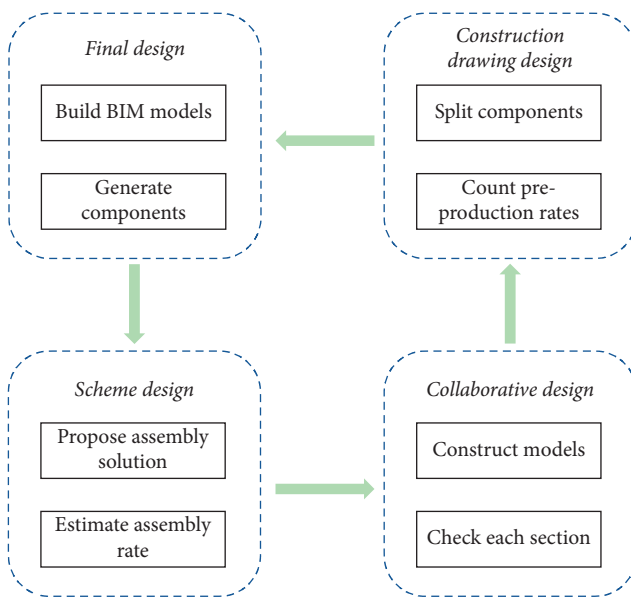 Final design
Build BIM models
Generate
components
Construction
drawing design
Split components
Count pre-
production rates
Scheme design
Propose assembly
solution
Estimate assembly
rate
Collaborative design
Construct models
Check each section